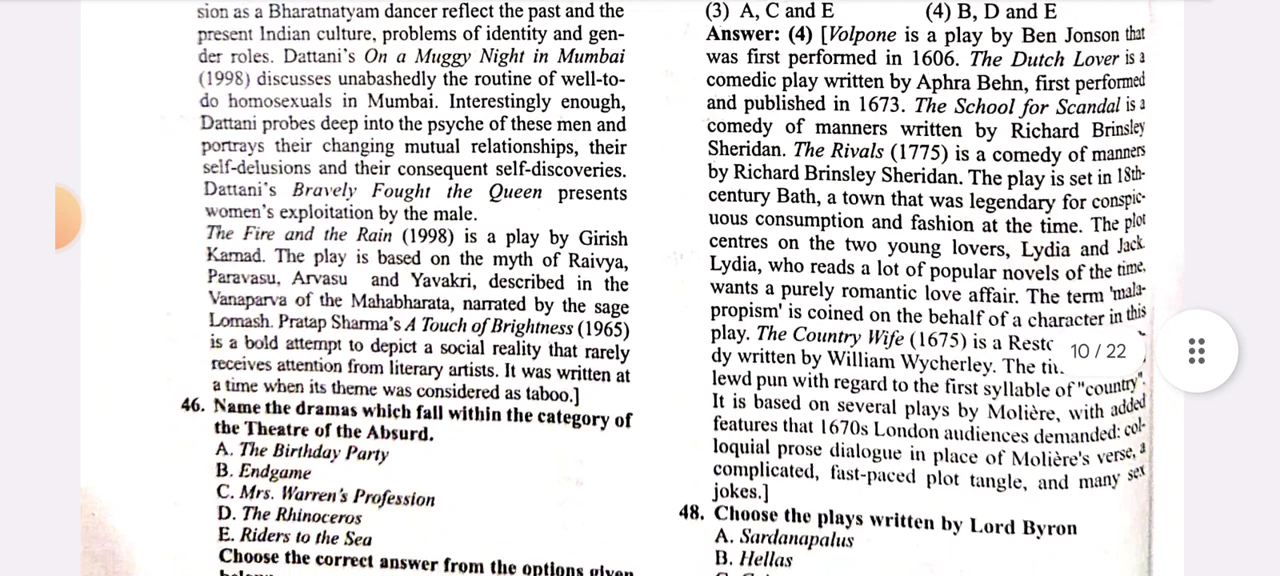 sion as a Bharatnatyam dancer reflect the past and the
present Indian culture, problems of identity and gen-
der roles. Dattani's On a Muggy Night in Mumbai
(1998) discusses unabashedly the routine of well-to-
do homosexuals in Mumbai. Interestingly enough,
Dattani probes deep into the psyche of these men and
portrays their changing mutual relationships, their
self-delusions and their consequent self-discoveries.
Dattani's Bravely Fought the Queen presents
women's exploitation by the male.
The Fire and the Rain (1998) is a play by Girish
Karnad. The play is based on the myth of Raivya,
Paravasu, Arvasu and Yavakri, described in the
Vanaparva of the Mahabharata, narrated by the sage
Lomash. Pratap Sharma's A Touch of Brightness (1965)
is a bold attempt to depict a social reality that rarely
receives attention from literary artists. It was written at
a time when its theme was considered as taboo.]
46. Name the dramas which fall within the category of
the Theatre of the Absurd.
A. The Birthday Party
B. Endgame
C. Mrs. Warren's Profession
D. The Rhinoceros
E. Riders to the Sea
Choose the correct answer from the options given
(3) A, C and E (4) B, D and E
Answer: (4) [Volpone is a play by Ben Jonson that
was first performed in 1606. The Dutch Lover is a
comedic play written by Aphra Behn, first performed
and published in 1673. The School for Scandal is a
comedy of manners written by Richard Brinsley
Sheridan. The Rivals (1775) is a comedy of manners
by Richard Brinsley Sheridan. The play is set in 18th-
century Bath, a town that was legendary for conspic-
uous consumption and fashion at the time. The plot
centres on the two young lovers, Lydia and Jack.
Lydia, who reads a lot of popular novels of the time,
wants a purely romantic love affair. The term 'mala-
propism' is coined on the behalf of a character in this
play. The Country Wife (1675) is a
dy written by William Wycherley. The
lewd pun with regard to the first syllable of "country".
It is based on several plays by Molière, with added
features that 1670s London audiences demanded: col-
loquial prose dialogue in place of Molière's verse, a
complicated, fast-paced plot tangle, and many sex
jokes.]
48. Choose the plays written by Lord Byron
A. Sardanapalus
B. Hellas
10 / 22